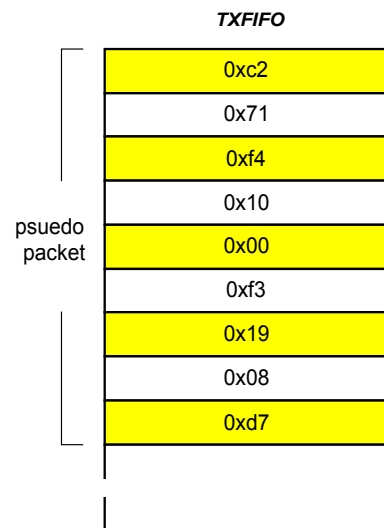 TXFIFO
0xc2
0x71
0xf4
0x10
0x00
0xf3
0x19
0x08
0xd7
psuedo
packet